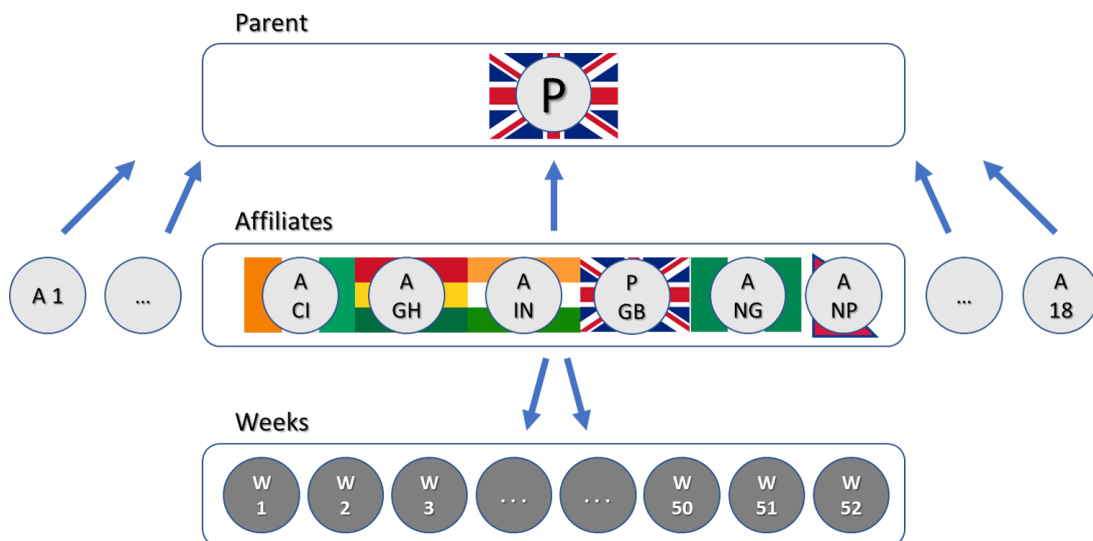 Parent
P
Affiliates
A 1
...
A
CI
A
GH
A
IN
P
GB
A
NG
A
NP
...
A
18
Weeks
W
1
W
2
W
3
...
...
W
50
W
51
W
52